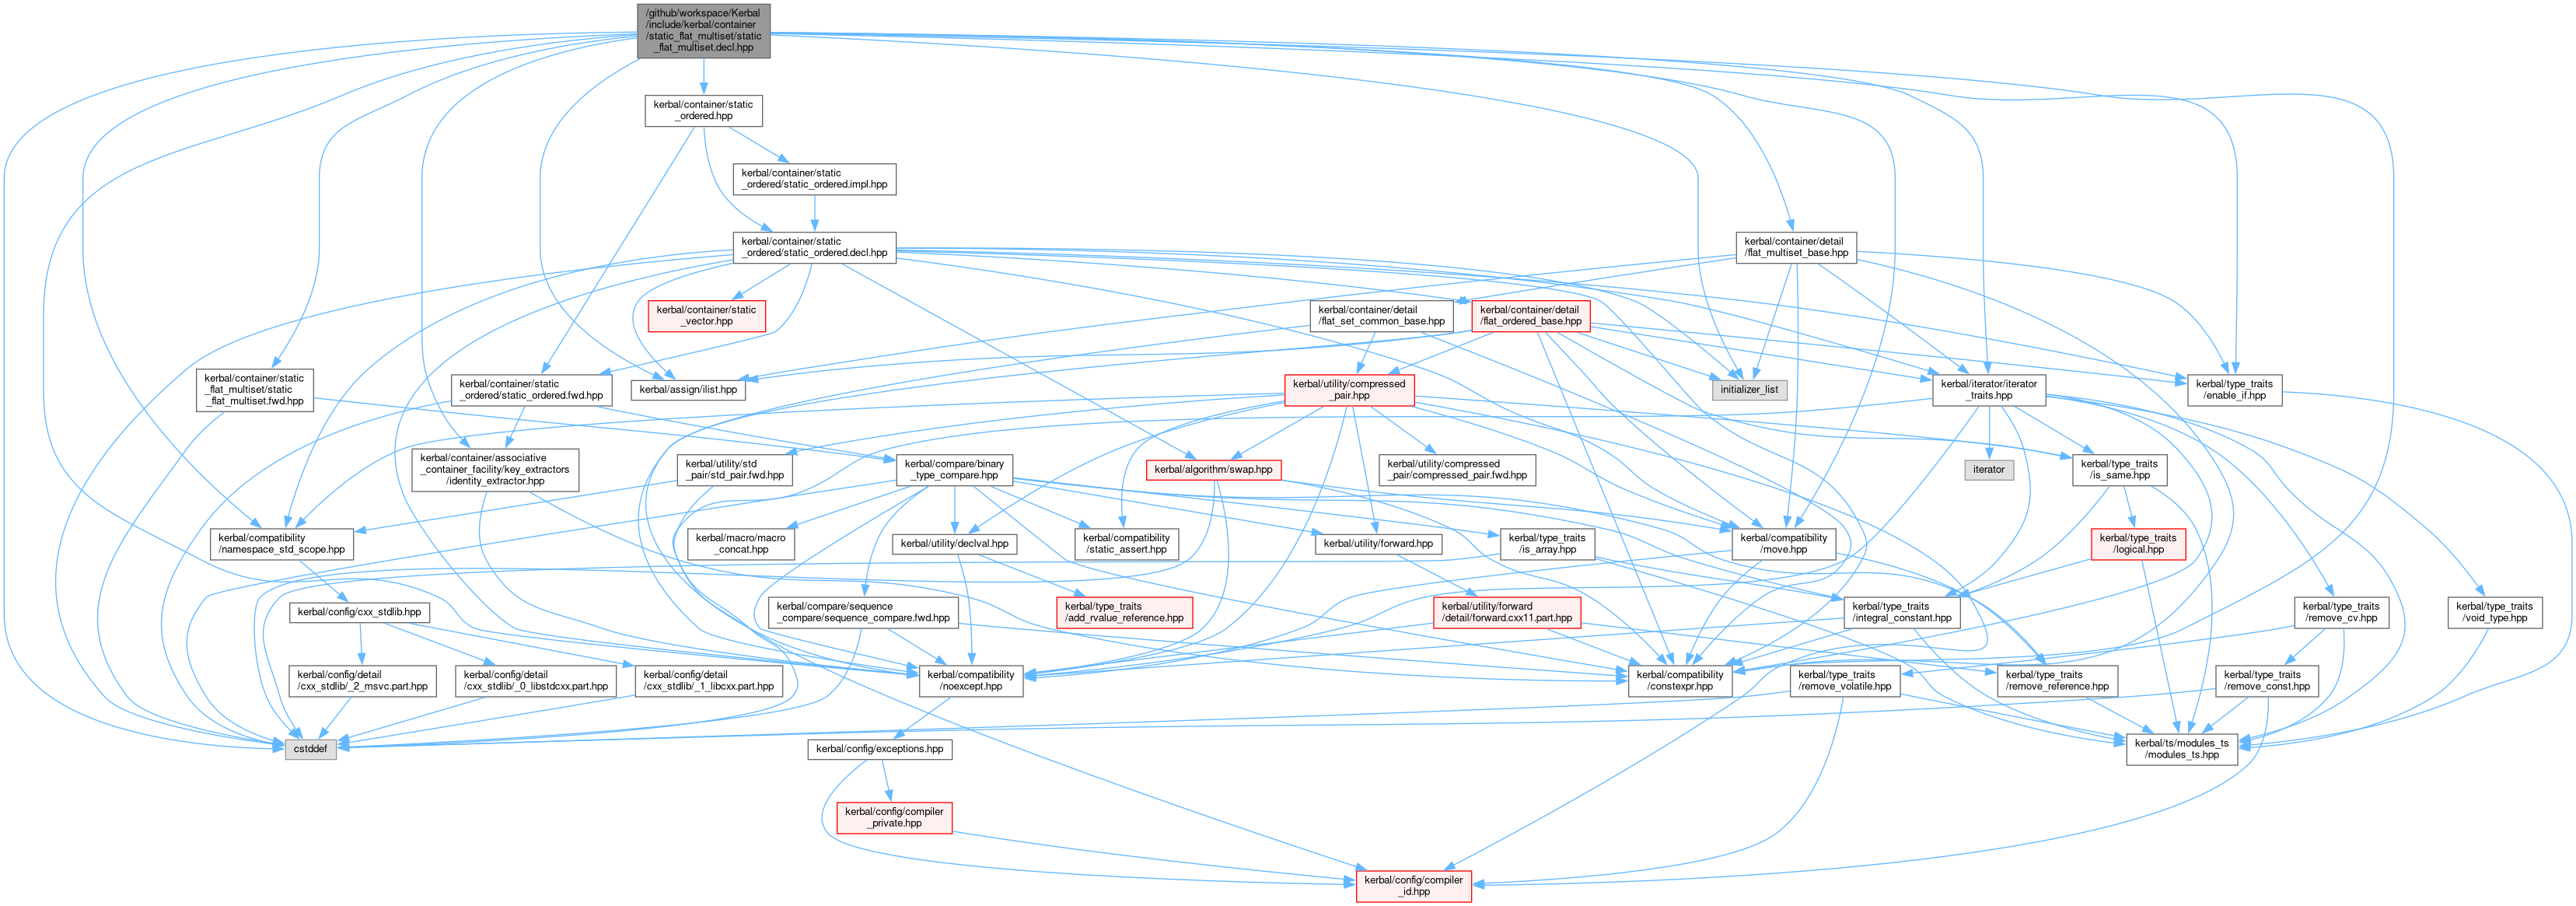 /github/workspace/Kerbal
/include/kerbal/container
/static_flat_multiset/static
_flat_multiset.decl.hpp
kerbal/container/static
_ordered.hpp
kerbal/container/static
_ordered/static_ordered.impl.hpp
kerbal/container/static
_ordered/static_ordered.decl.hpp
kerbal/container/detail
/flat_multiset_base.hpp
kerbal/container/static
_vector.hpp
kerbal/container/detail
/flat_set_common_base.hpp
kerbal/container/detail
/flat_ordered_base.hpp
kerbal/container/static
_flat_multiset/static
_flat_multiset.fwd.hpp
kerbal/container/static
_ordered/static_ordered.fwd.hpp
kerbal/assign/ilist.hpp
kerbal/utility/compressed
_pair.hpp
initializer_list
kerbal/iterator/iterator
_traits.hpp
kerbal/type_traits
/enable_if.hpp
kerbal/container/associative
_container_facility/key_extractors
/identity_extractor.hpp
kerbal/utility/std
_pair/std_pair.fwd.hpp
kerbal/compare/binary
_type_compare.hpp
kerbal/algorithm/swap.hpp
kerbal/utility/compressed
_pair/compressed_pair.fwd.hpp
iterator
kerbal/type_traits
/is_same.hpp
kerbal/compatibility
/namespace_std_scope.hpp
kerbal/macro/macro
_concat.hpp
kerbal/utility/declval.hpp
kerbal/compatibility
/static_assert.hpp
kerbal/utility/forward.hpp
kerbal/type_traits
/is_array.hpp
kerbal/compatibility
/move.hpp
kerbal/type_traits
/logical.hpp
kerbal/config/cxx_stdlib.hpp
kerbal/compare/sequence
_compare/sequence_compare.fwd.hpp
kerbal/type_traits
/add_rvalue_reference.hpp
kerbal/utility/forward
/detail/forward.cxx11.part.hpp
kerbal/type_traits
/integral_constant.hpp
kerbal/type_traits
/remove_cv.hpp
kerbal/type_traits
/void_type.hpp
kerbal/config/detail
/cxx_stdlib/_2_msvc.part.hpp
kerbal/config/detail
/cxx_stdlib/_0_libstdcxx.part.hpp
kerbal/config/detail
/cxx_stdlib/_1_libcxx.part.hpp
kerbal/compatibility
/noexcept.hpp
kerbal/compatibility
/constexpr.hpp
kerbal/type_traits
/remove_volatile.hpp
kerbal/type_traits
/remove_reference.hpp
kerbal/type_traits
/remove_const.hpp
cstddef
kerbal/config/exceptions.hpp
kerbal/ts/modules_ts
/modules_ts.hpp
kerbal/config/compiler
_private.hpp
kerbal/config/compiler
_id.hpp